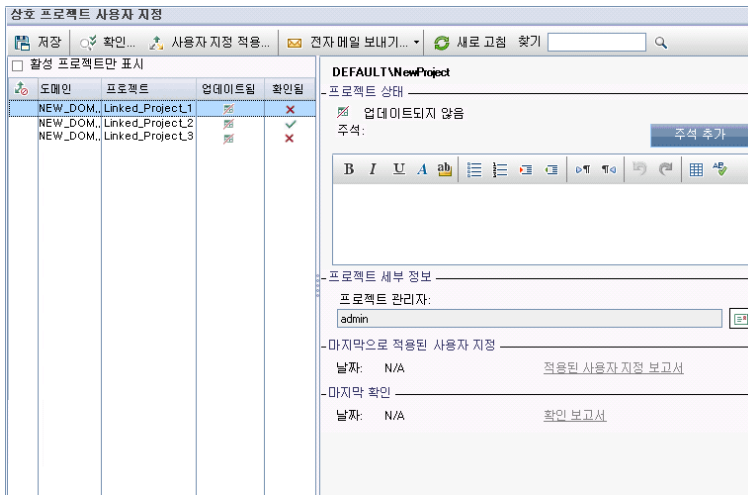 상호 프로젝트 사용자 지정
저장 확인... 사용자 지정 적용... 전자 메일 보내기... 새로 고침 찾기
활성 프로젝트만 표시
도메인 프로젝트 업데이트됨 확인됨
NEW_DOM.. Linked_Project_1
NEW_DOM.. Linked_Project_2
NEW_DOM.. Linked_Project_3
DEFAULT\NewProject
프로젝트 상태
업데이트되지 않음
주석:
주석 추가
B I U A ab
프로젝트 세부 정보
프로젝트 관리자:
admin
마지막으로 적용된 사용자 지정
날짜: N/A 적용된 사용자 지정 보고서
마지막 확인
날짜: N/A 확인 보고서